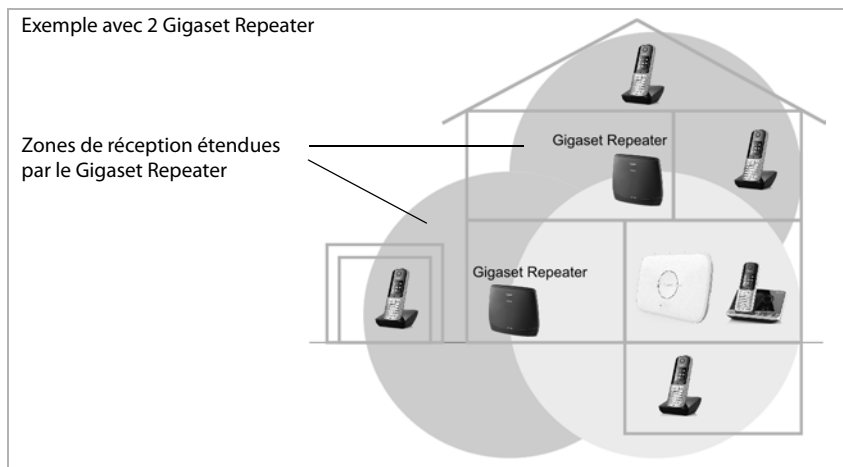 Exemple avec 2 Gigaset Repeater
Zones de réception étendues
par le Gigaset Repeater
Gigaset Repeater
Gigaset Repeater